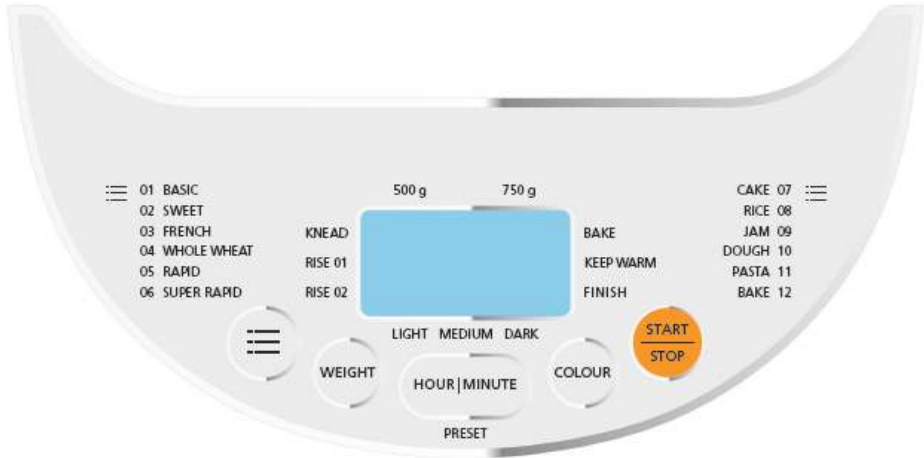 01 BASIC
02 SWEET
03 FRENCH
04 WHOLE WHEAT
05 RAPID
06 SUPER RAPID
500 g 750 g
KNEAD
RISE 01
RISE 02
BAKE
KEEP WARM
FINISH
LIGHT MEDIUM DARK
CAKE 07
RICE 08
JAM 09
DOUGH 10
PASTA 11
BAKE 12
WEIGHT
HOUR|MINUTE
COLOUR
START
STOP
PRESET